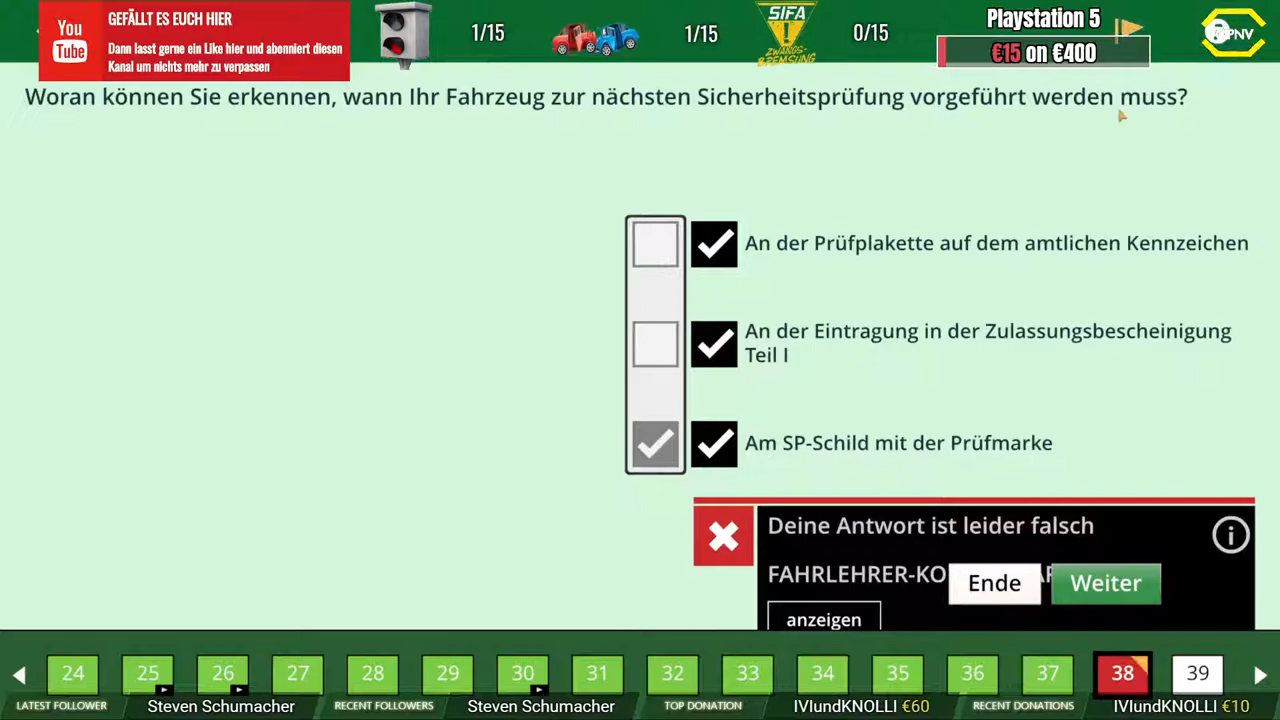 You
Tube
GEFÄLLT ES EUCH HIER
Dann lasst gerne ein Like hier und abonniert diesen
Kanal um nichts mehr zu verpassen
1/15
1/15
SIFA
ZWANGS-
BREMSUNG
0/15
Playstation 5
€15 on €400
ÖPNV
Woran können Sie erkennen, wann Ihr Fahrzeug zur nächsten Sicherheitsprüfung vorgeführt werden muss?
An der Prüfplakette auf dem amtlichen Kennzeichen
An der Eintragung in der Zulassungsbescheinigung
Teil I
Am SP-Schild mit der Prüfmarke
Deine Antwort ist leider falsch
FAHRLEHRER-KO
Ende
Weiter
anzeigen
24 25 26 27 28 29 30 31 32 33 34 35 36 37 38 39
LATEST FOLLOWER Steven Schumacher RECENT FOLLOWERS Steven Schumacher TOP DONATION IVIundKNOLLI €60 RECENT DONATIONS IVIundKNOLLI €10